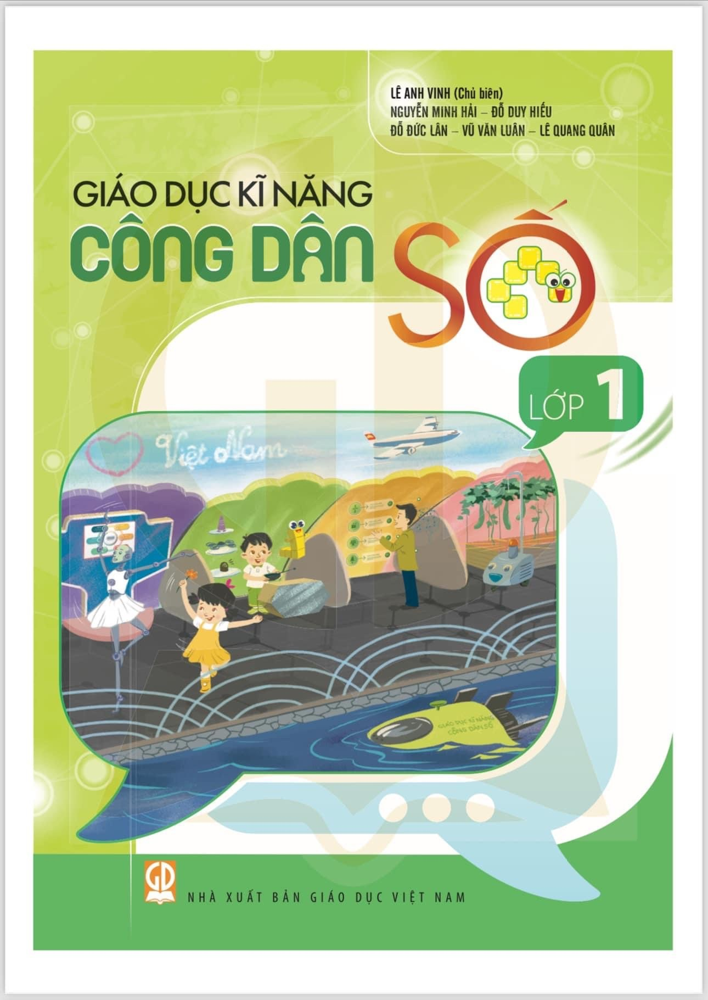 LÊ ANH VINH (Chủ biên)
NGUYỄN MINH HẢI – ĐỖ DUY HIẾU
ĐỖ ĐỨC LÂN – VŨ VĂN LUÂN – LÊ QUANG QUÂN
GIÁO DỤC KĨ NĂNG
CÔNG DÂN SỐ
LỚP 1
Việt Nam
GIÁO DỤC KĨ NĂNG
CÔNG DÂN SỐ
GD
NHÀ XUẤT BẢN GIÁO DỤC VIỆT NAM